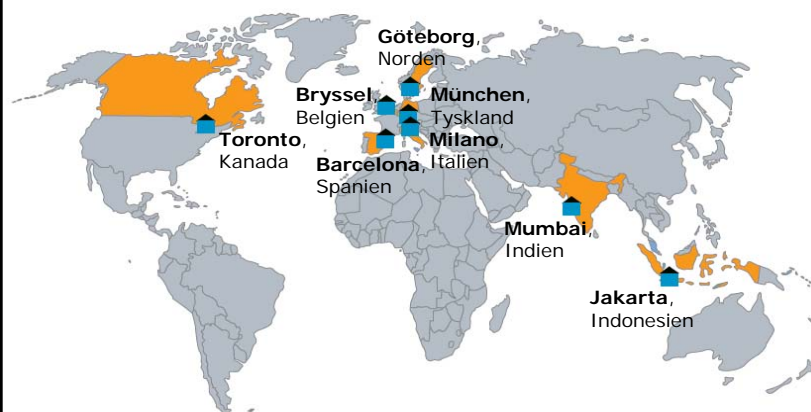 Göteborg,
Norden
Bryssel,
Belgien
München,
Tyskland
Toronto,
Kanada
Barcelona,
Spanien
Milano,
Italien
Mumbai,
Indien
Jakarta,
Indonesien